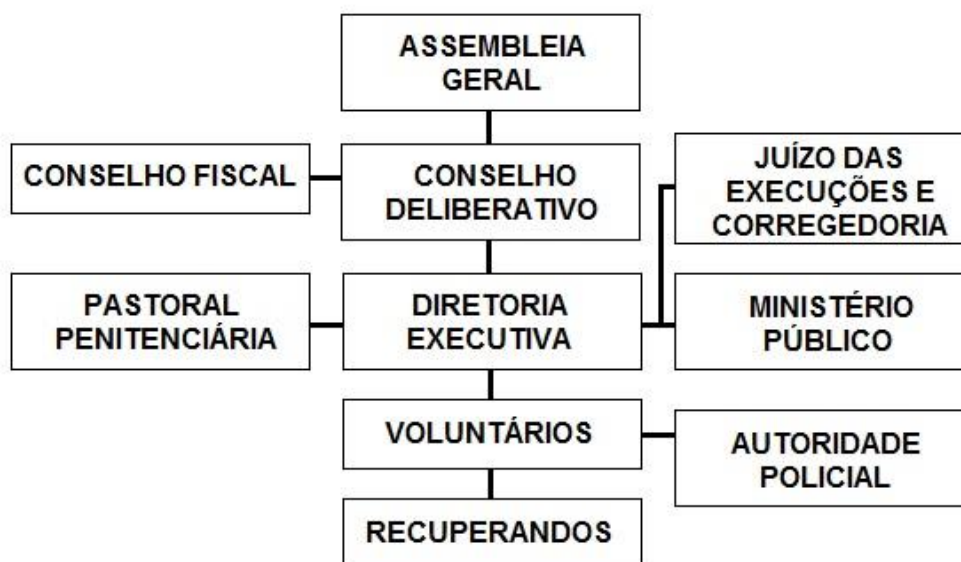 ASSEMBLEIA
GERAL
CONSELHO FISCAL
CONSELHO
DELIBERATIVO
JUÍZO DAS
EXECUÇÕES E
CORREGEDORIA
PASTORAL
PENITENCIÁRIA
DIRETORIA
EXECUTIVA
MINISTÉRIO
PÚBLICO
VOLUNTÁRIOS
AUTORIDADE
POLICIAL
RECUPERANDOS